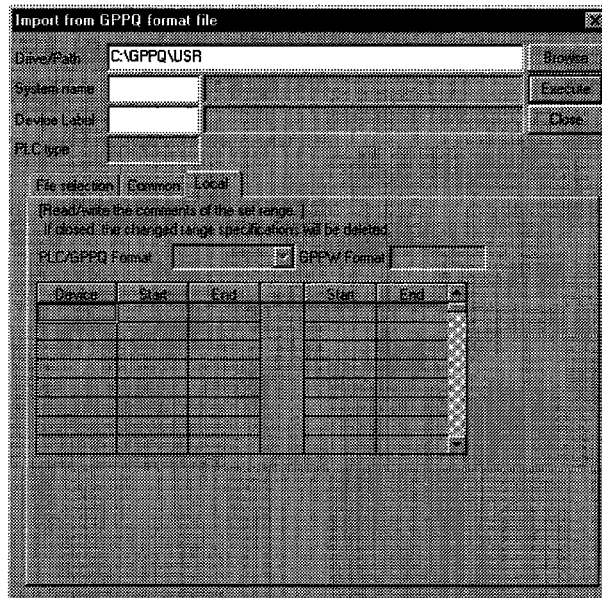 Import from GPPQ format file
Drive/Path C:\GPPQ\USR Browse
System name Execute
Device Label Close
PLC type
File selection Common Local
[Read/write the comments of the set range. ]
If closed, the changed range specification, will be deleted.
PLC/GPPQ Format GPPW Format
Device Start End Start End